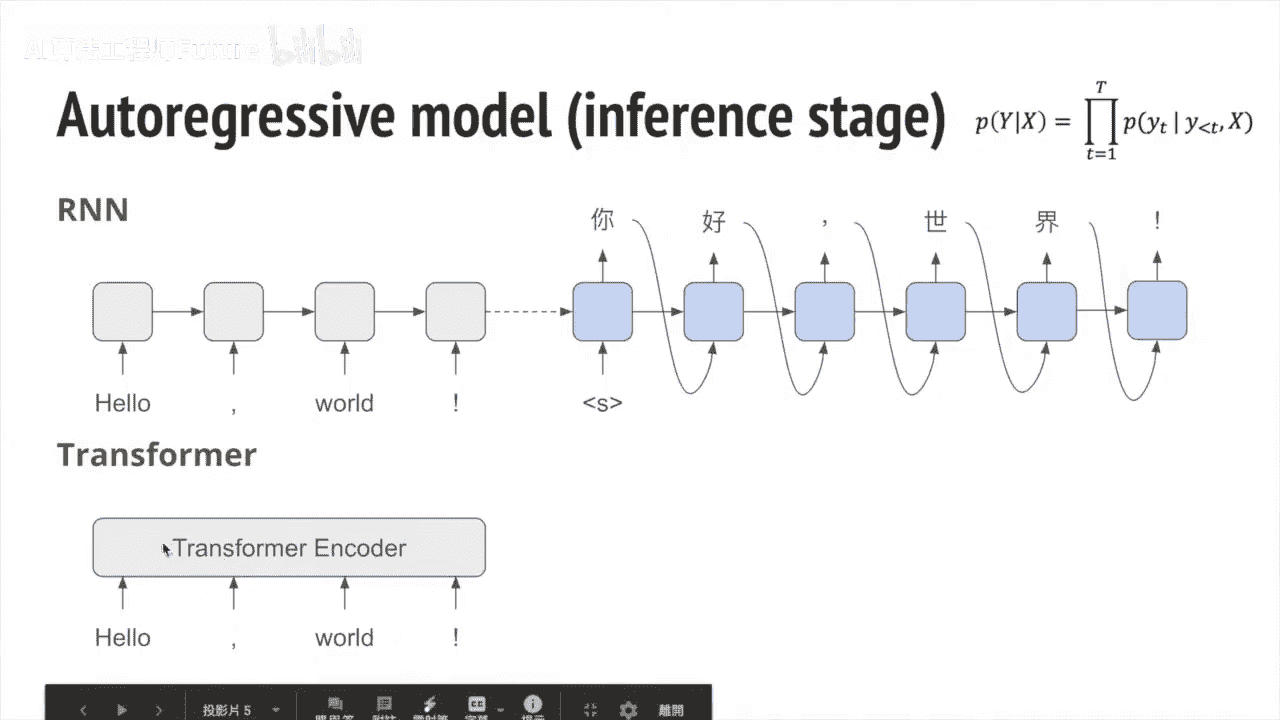 Autoregressive model (inference stage)
p(Y|X) = ∏_{t=1}^{T} p(y_t | y_{<t}, X)
RNN
你 好 , 世 界 !
Hello , world ! <s>
Transformer
Transformer Encoder
Hello , world !
投影片 5 離開